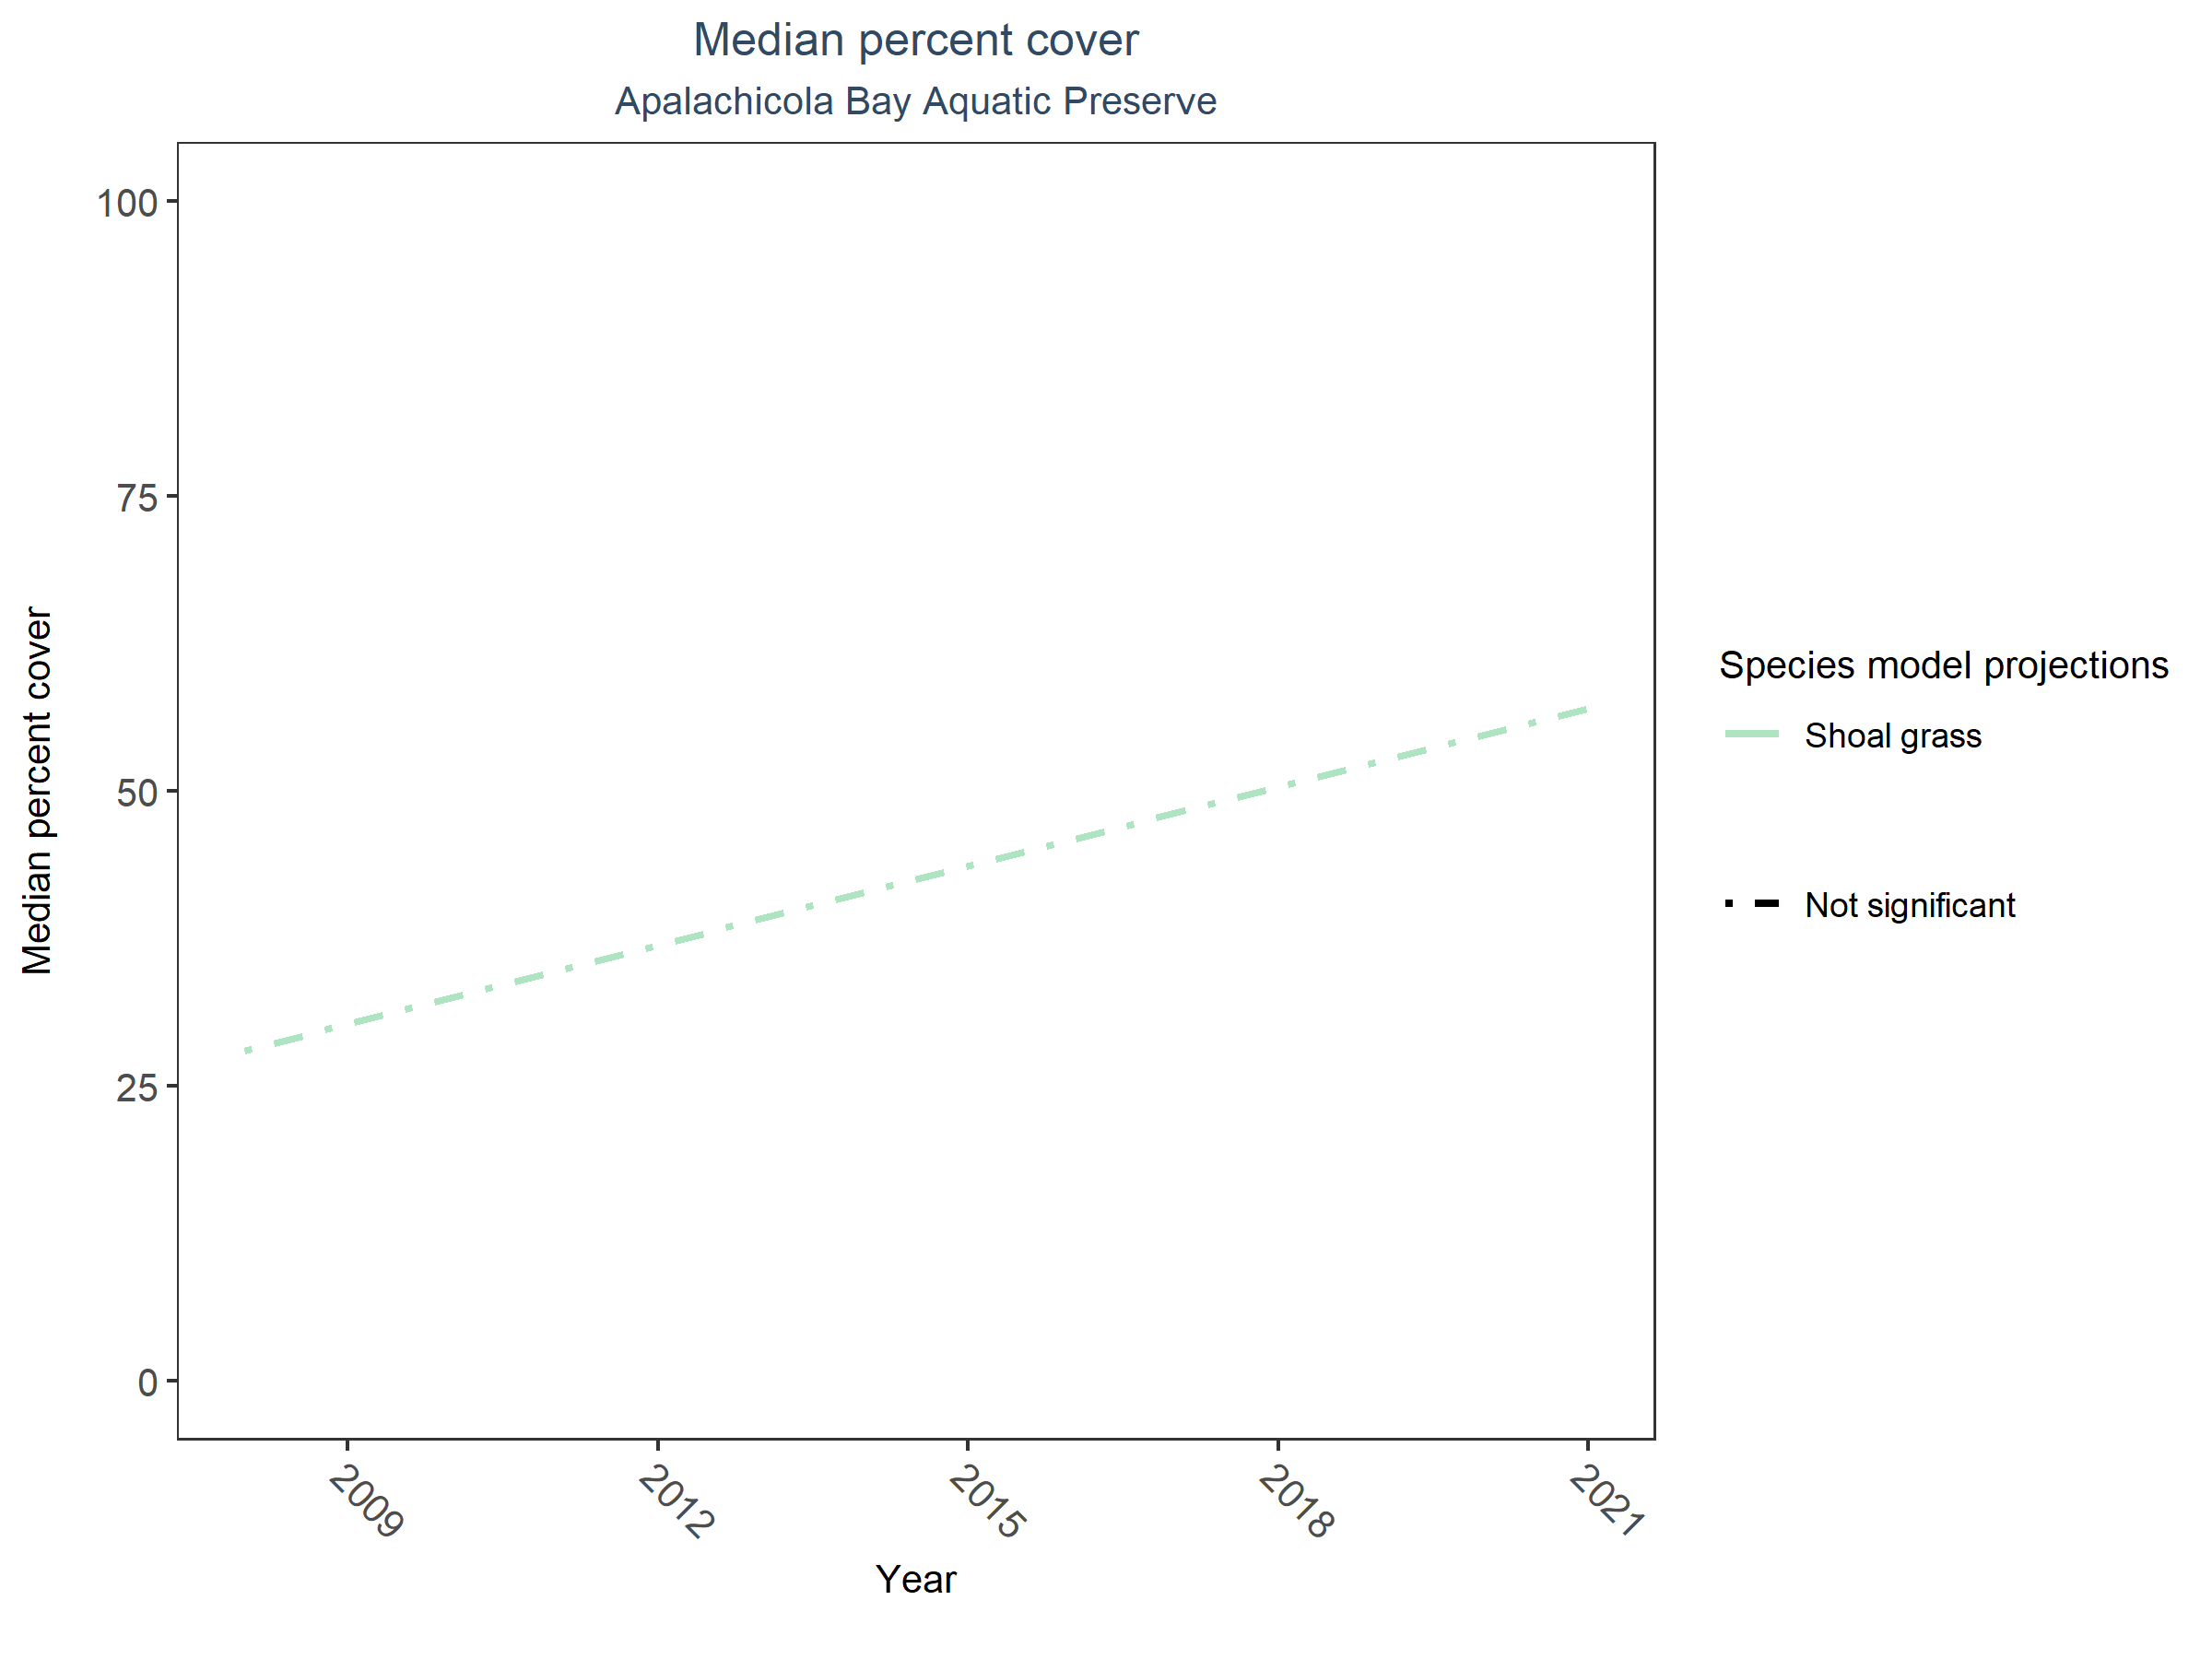 Median percent cover
Apalachicola Bay Aquatic Preserve
Median percent cover
100
75
50
25
0
2009
2012
2015
2018
2021
Year
Species model projections
Shoal grass
Not significant